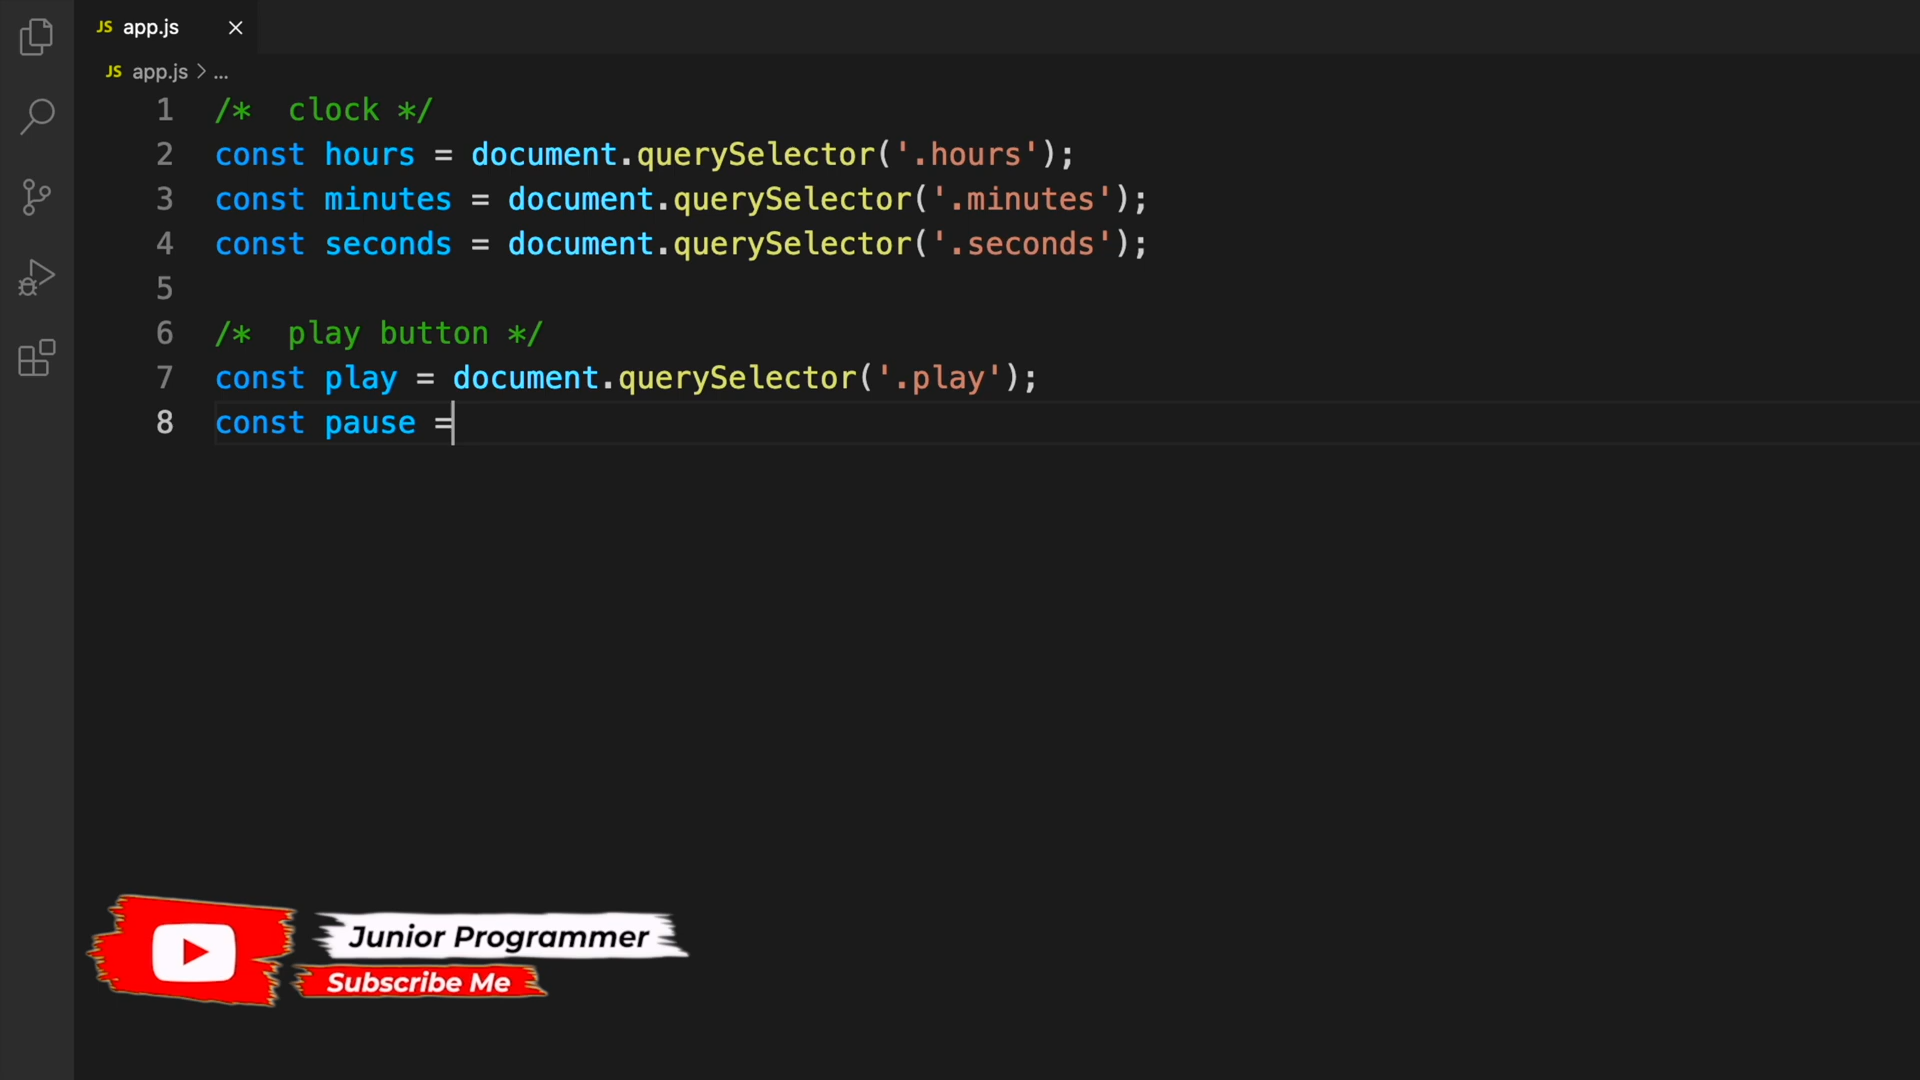 JS app.js
JS app.js > ...
1 /*  clock */
2 const hours = document.querySelector('.hours');
3 const minutes = document.querySelector('.minutes');
4 const seconds = document.querySelector('.seconds');
5
6 /*  play button */
7 const play = document.querySelector('.play');
8 const pause =
Junior Programmer
Subscribe Me